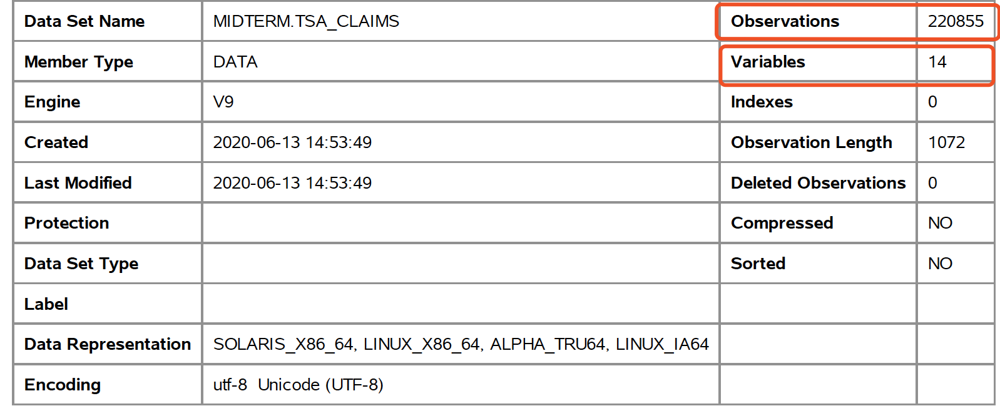 Data Set Name MIDTERM.TSA_CLAIMS Observations 220855
Member Type DATA Variables 14
Engine V9 Indexes 0
Created 2020-06-13 14:53:49 Observation Length 1072
Last Modified 2020-06-13 14:53:49 Deleted Observations 0
Protection Compressed NO
Data Set Type Sorted NO
Label
Data Representation SOLARIS_X86_64, LINUX_X86_64, ALPHA_TRU64, LINUX_IA64
Encoding utf-8 Unicode (UTF-8)